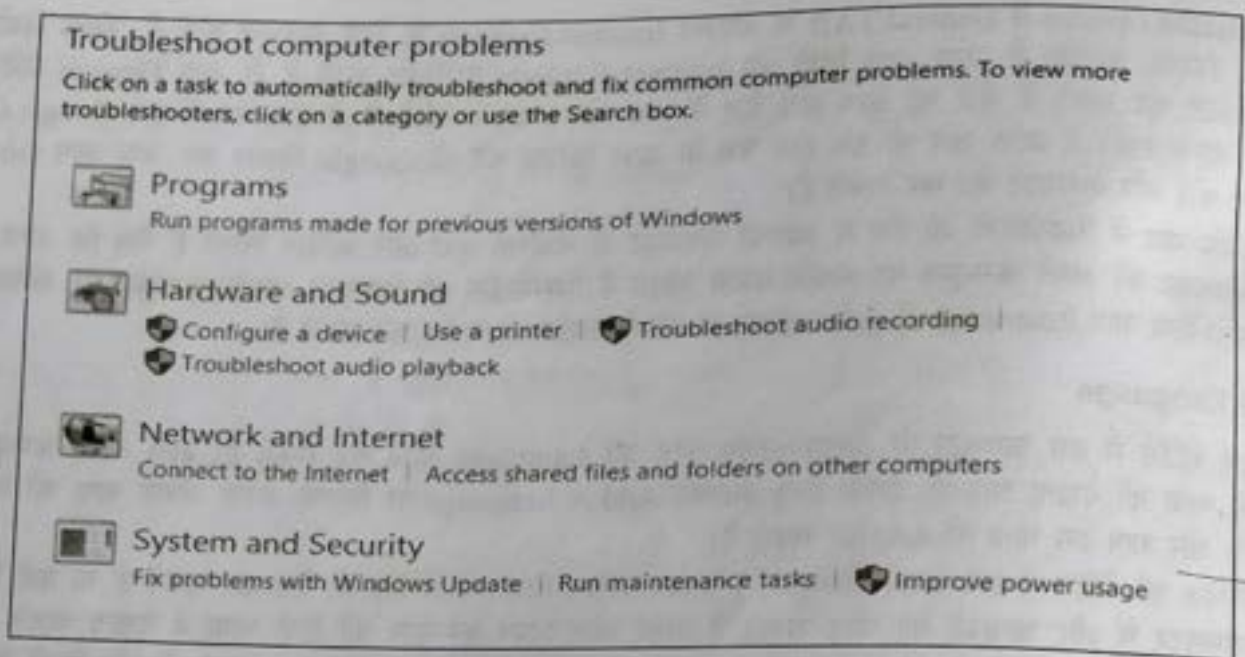 Troubleshoot computer problems
Click on a task to automatically troubleshoot and fix common computer problems. To view more
troubleshooters, click on a category or use the Search box.
Programs
Run programs made for previous versions of Windows
Hardware and Sound
Configure a device | Use a printer | Troubleshoot audio recording |
Troubleshoot audio playback
Network and Internet
Connect to the Internet | Access shared files and folders on other computers
System and Security
Fix problems with Windows Update | Run maintenance tasks | Improve power usage